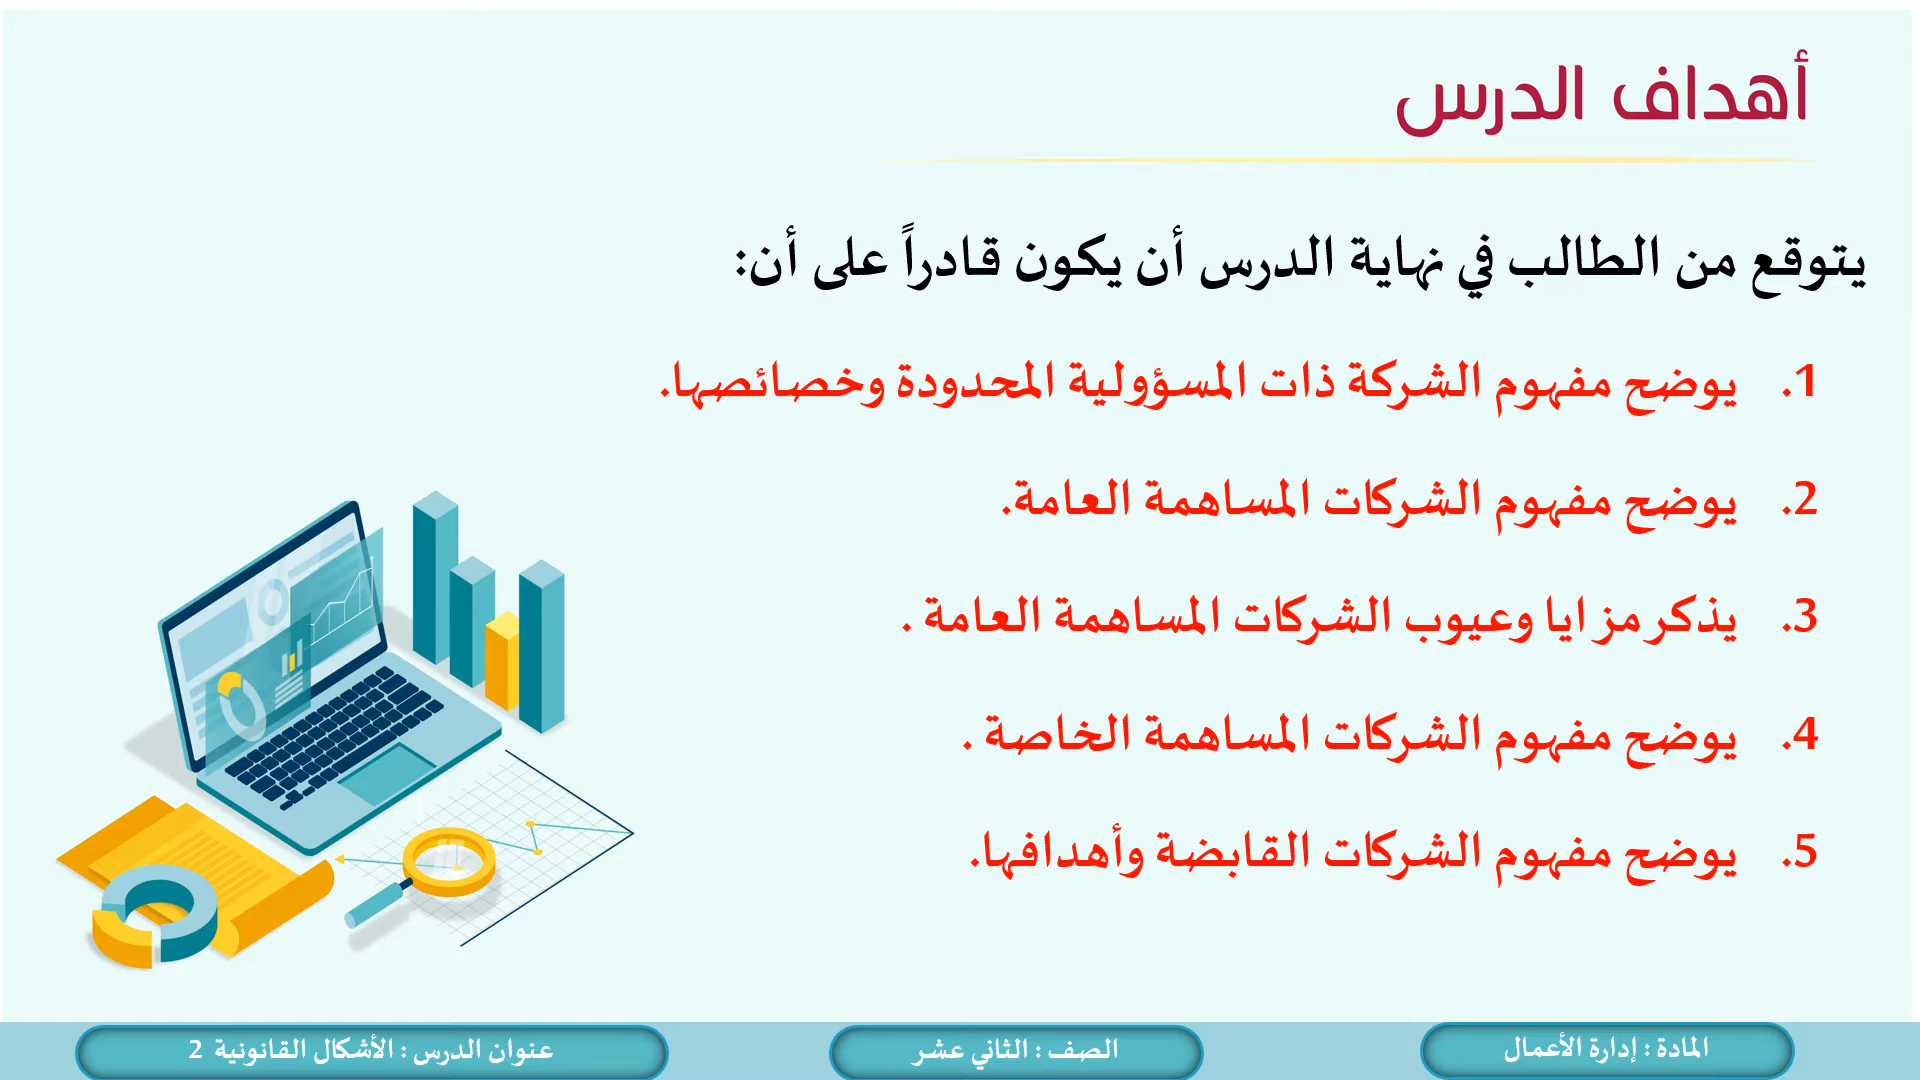 أهداف الدرس
يتوقع من الطالب في نهاية الدرس أن يكون قادراً على أن:
1. يوضح مفهوم الشركة ذات المسؤولية المحدودة وخصائصها.
2. يوضح مفهوم الشركات المساهمة العامة.
3. يذكر مزايا وعيوب الشركات المساهمة العامة .
4. يوضح مفهوم الشركات المساهمة الخاصة .
5. يوضح مفهوم الشركات القابضة وأهدافها.
المادة : إدارة الأعمال
الصف : الثاني عشر
عنوان الدرس : الأشكال القانونية 2